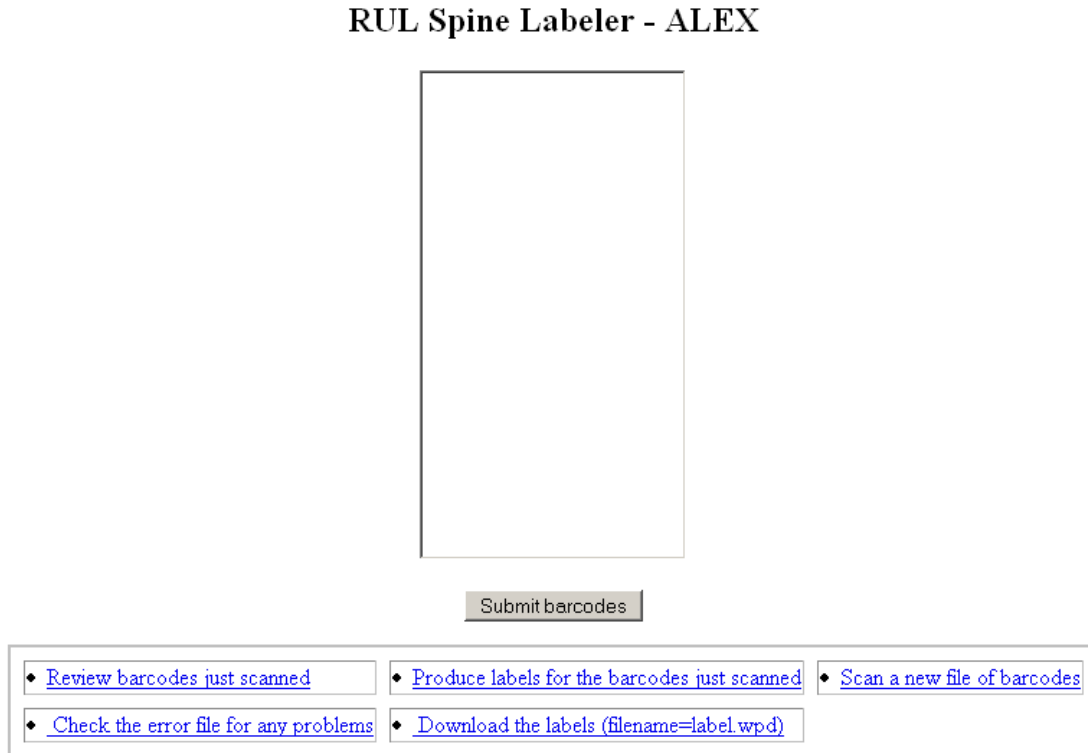 RUL Spine Labeler - ALEX
Submit barcodes
Review barcodes just scanned
Produce labels for the barcodes just scanned
Scan a new file of barcodes
Check the error file for any problems
Download the labels (filename=label.wpd)